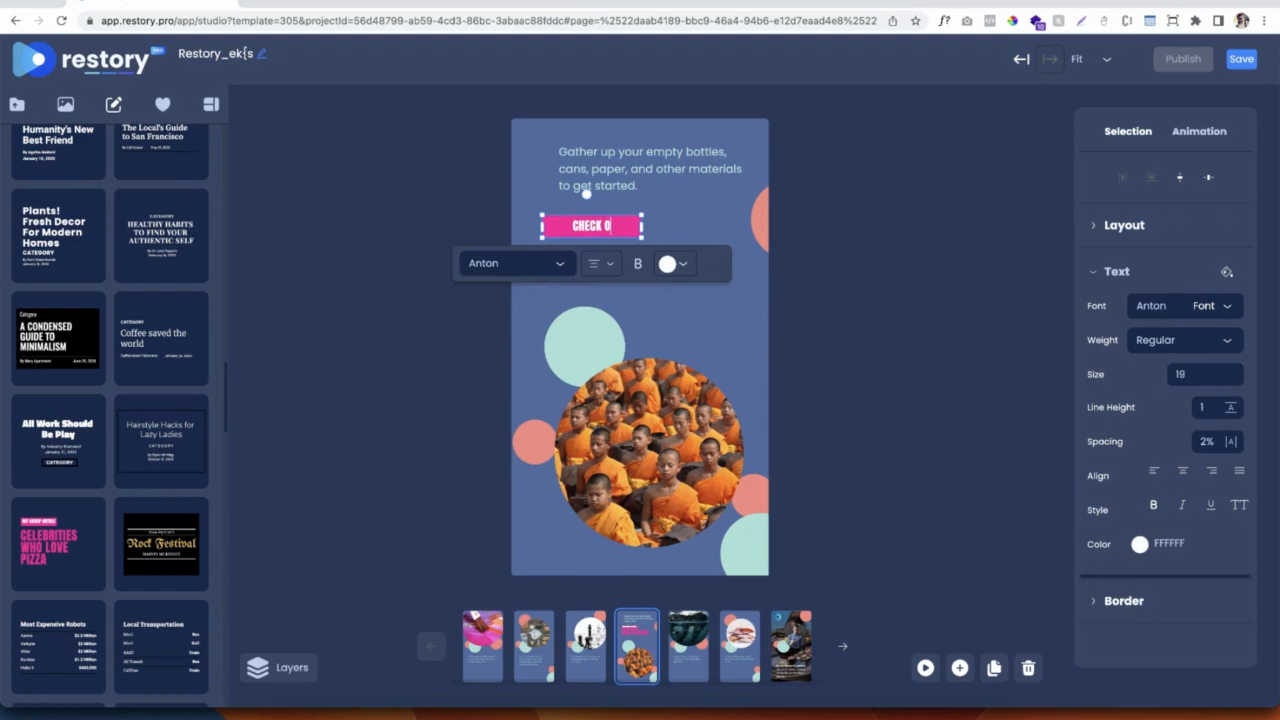 app.restory.pro/app/studio?template=305&projectId=56d48799-ab59-4cd3-86bc-3abaac88fddc#page=%2522daab4189-bbc9-46a4-94b6-e12d7eaad4e8%2522
restory PRO
Restory_ek{s
Fit
Publish
Save
Humanity's New
Best Friend
The Local's Guide
to San Francisco
Plants!
Fresh Decor
For Modern
Homes
CATEGORY
CATEGORY
HEALTHY HABITS
TO FIND YOUR
AUTHENTIC SELF
Category
A CONDENSED
GUIDE TO
MINIMALISM
CATEGORY
Coffee saved the
world
All Work Should
Be Play
CATEGORY
Hairstyle Hacks for
Lazy Ladies
CATEGORY
CELEBRITIES
WHO LOVE
PIZZA
Rock Festival
Most Expensive Robots
Local Transportation
Gather up your empty bottles,
cans, paper, and other materials
to get started.
CHECK O
Anton
B
Layers
Selection
Animation
Layout
Text
Font
Anton
Font
Weight
Regular
Size
19
Line Height
1
A
Spacing
2%
|A|
Align
Style
B
I
U
TT
Color
FFFFFF
Border